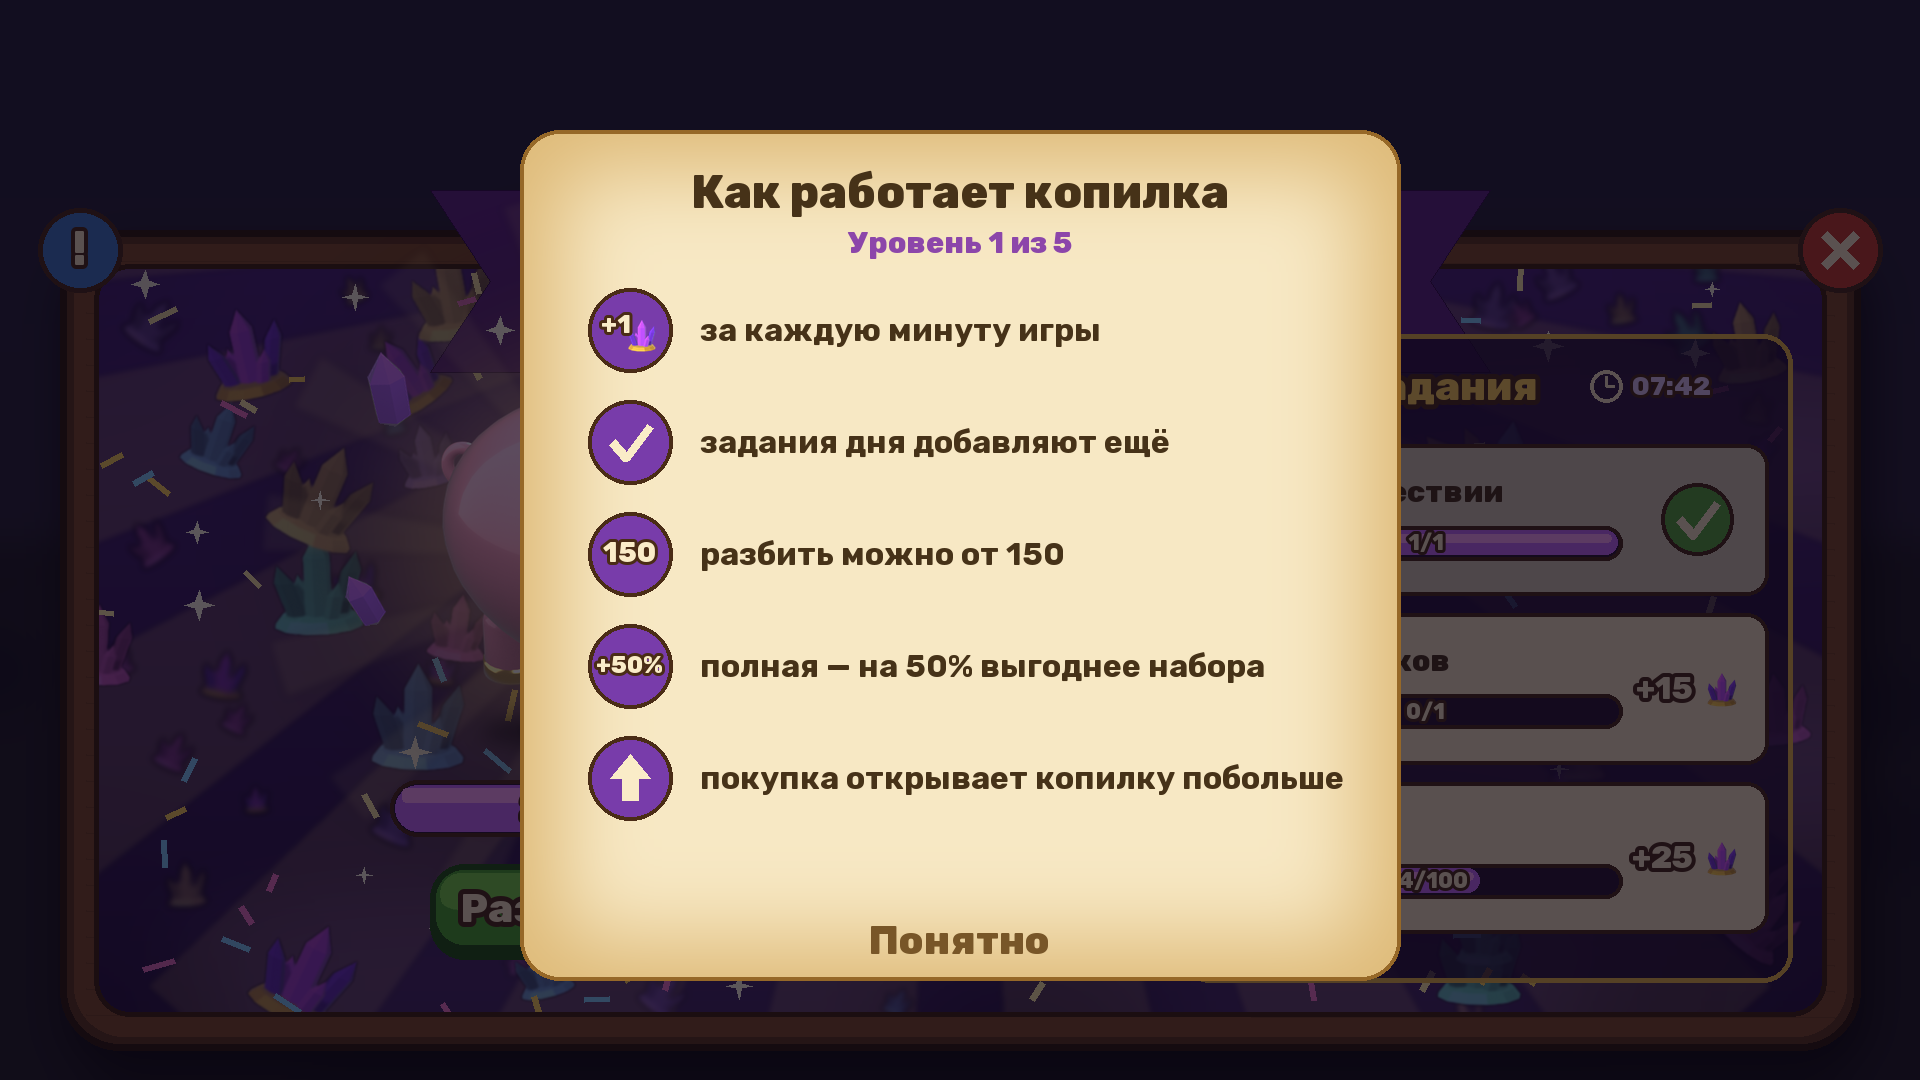 Как работает копилка
Уровень 1 из 5
+1 за каждую минуту игры
задания дня добавляют ещё
150 разбить можно от 150
+50% полная — на 50% выгоднее набора
покупка открывает копилку побольше
Понятно
07:42
1/1
0/1
+15
4/100
+25